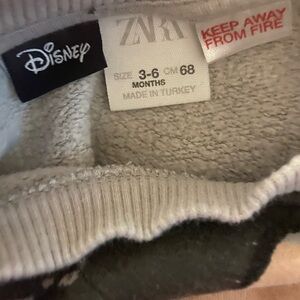 Disney
ZARA
SIZE 3-6 CM 68
MONTHS
MADE IN TURKEY
KEEP AWAY
FROM FIRE